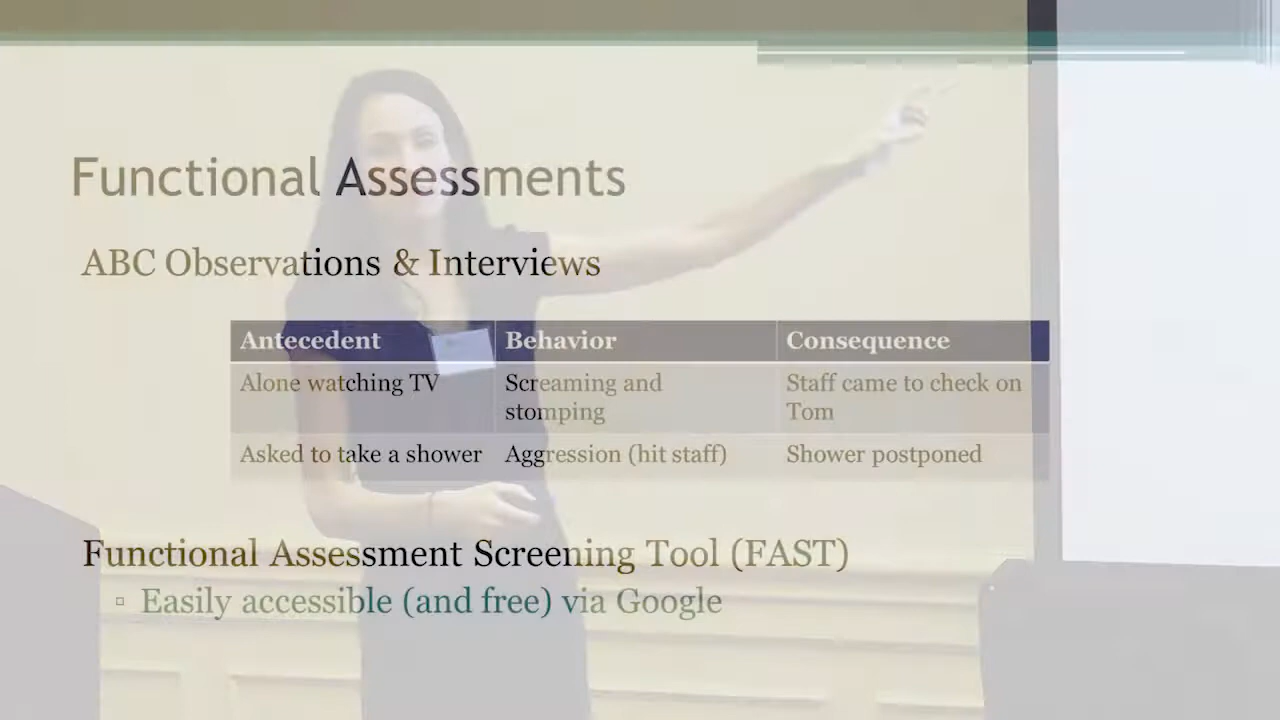 Functional Assessments
ABC Observations & Interviews
Antecedent Behavior Consequence
Alone watching TV Screaming and stomping Staff came to check on Tom
Asked to take a shower Aggression (hit staff) Shower postponed
Functional Assessment Screening Tool (FAST)
▫ Easily accessible (and free) via Google